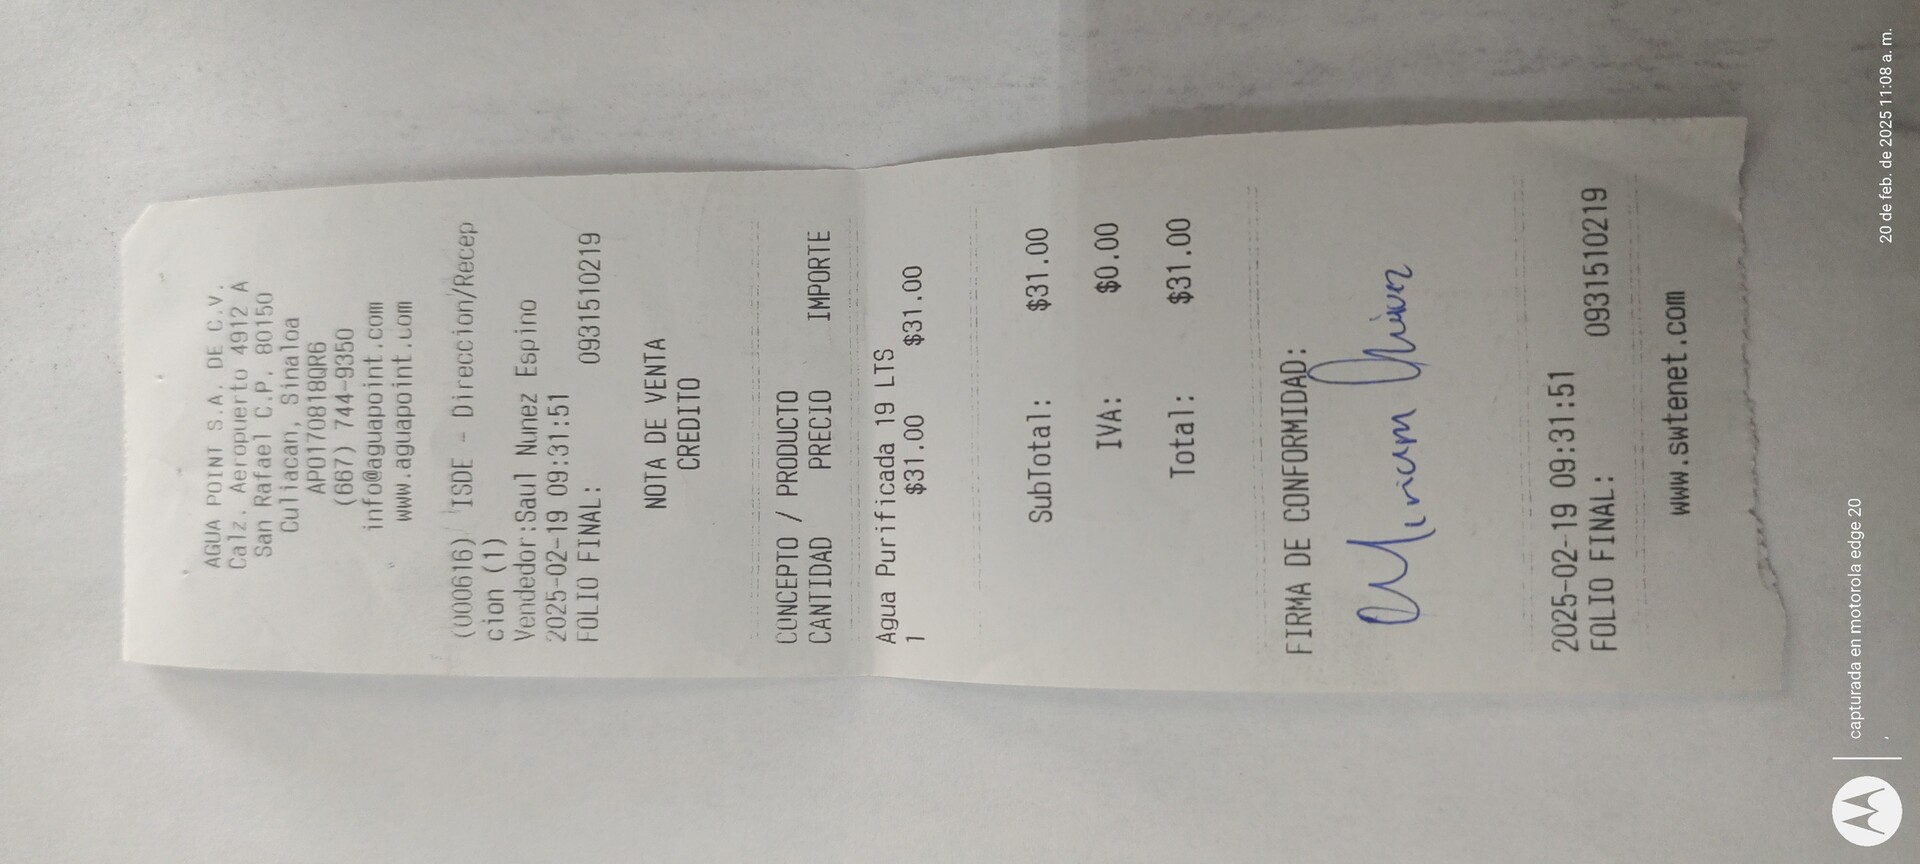 AGUA POINT S.A. DE C.V.
Calz. Aeropuerto 4912 A
San Rafael C.P. 80150
Culiacan, Sinaloa
APO170818QR6
(667) 744-9350
info@aguapoint.com
www.aguapoint.com
(000616) ISDE - Direccion/Recep
cion (1)
Vendedor:Saul Nunez Espino
2025-02-19 09:31:51
FOLIO FINAL: 0931510219
NOTA DE VENTA
CREDITO
CONCEPTO / PRODUCTO
CANTIDAD PRECIO IMPORTE
Agua Purificada 19 LTS
1 $31.00 $31.00
SubTotal: $31.00
IVA: $0.00
Total: $31.00
FIRMA DE CONFORMIDAD:
Miriam
2025-02-19 09:31:51
FOLIO FINAL: 0931510219
www.swtenet.com
capturada en motorola edge 20
20 de feb. de 2025 11:08 a. m.